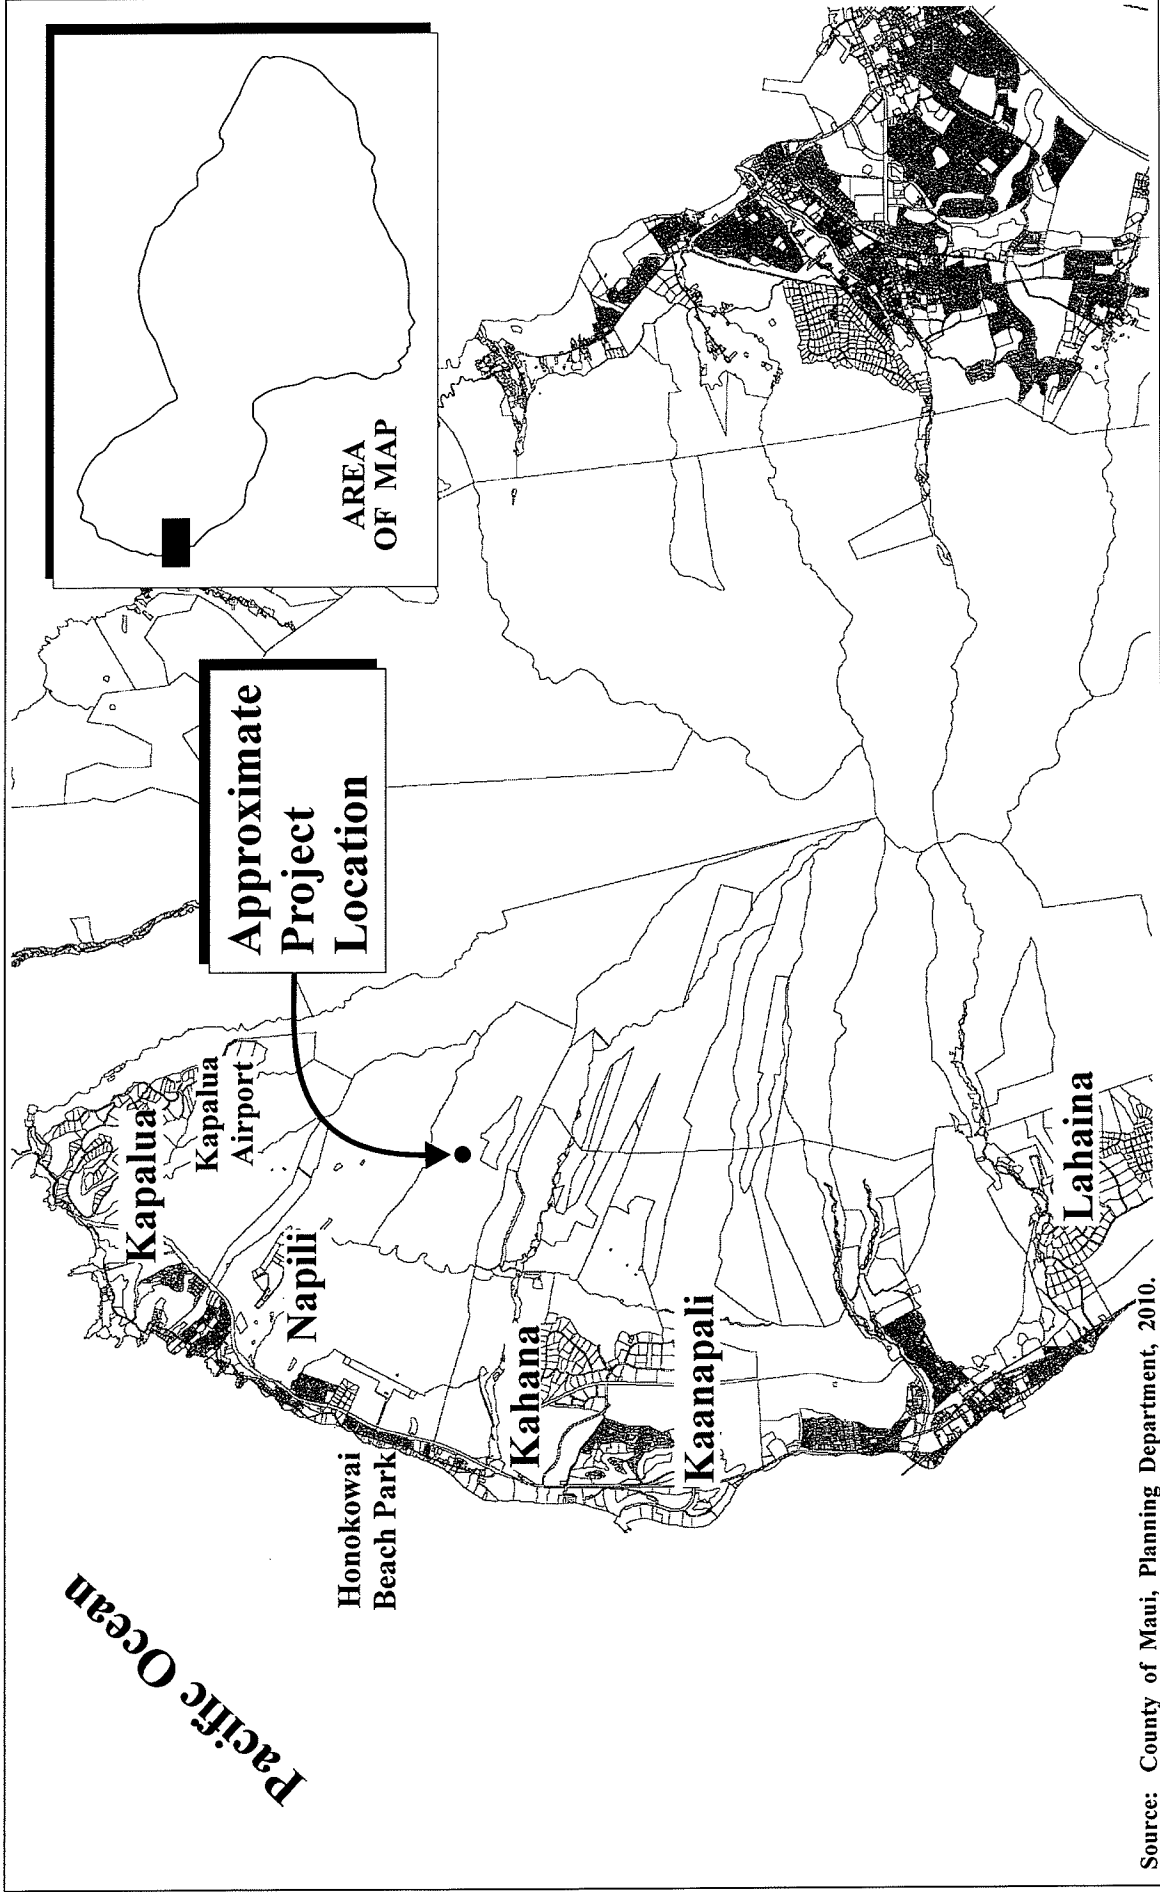 Pacific Ocean
Kapalua
Kapalua
Airport
Napili
Honokowai
Beach Park
Kahana
Kaanapali
Lahaina
Approximate
Project
Location
AREA
OF MAP
Source: County of Maui, Planning Department, 2010.